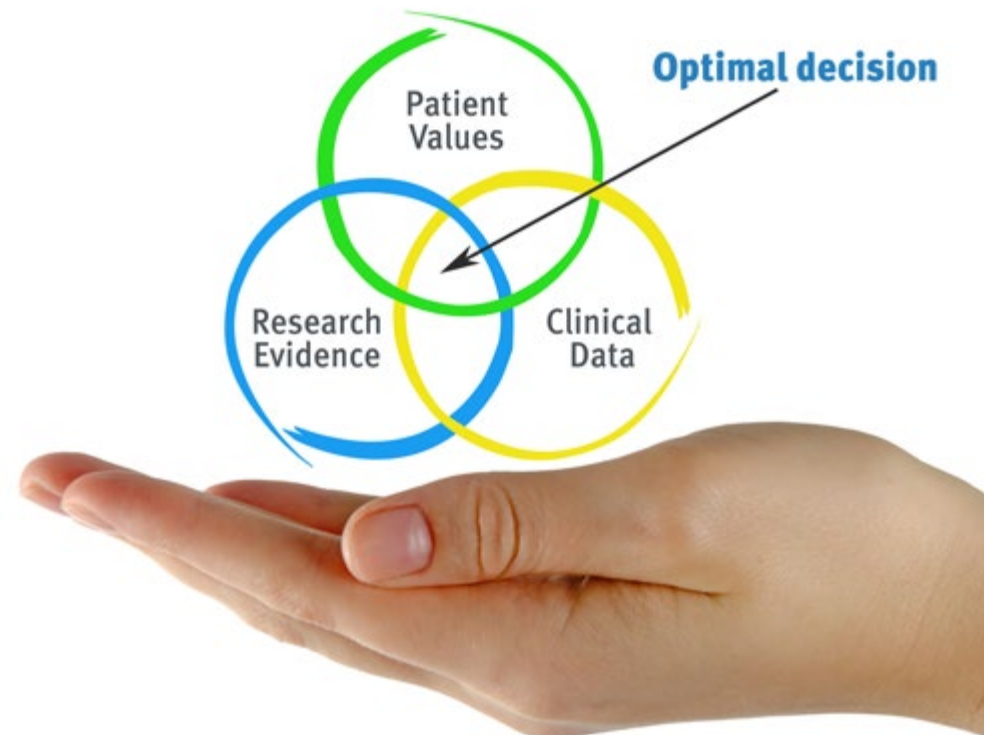 Optimal decision
Patient
Values
Research
Evidence
Clinical
Data